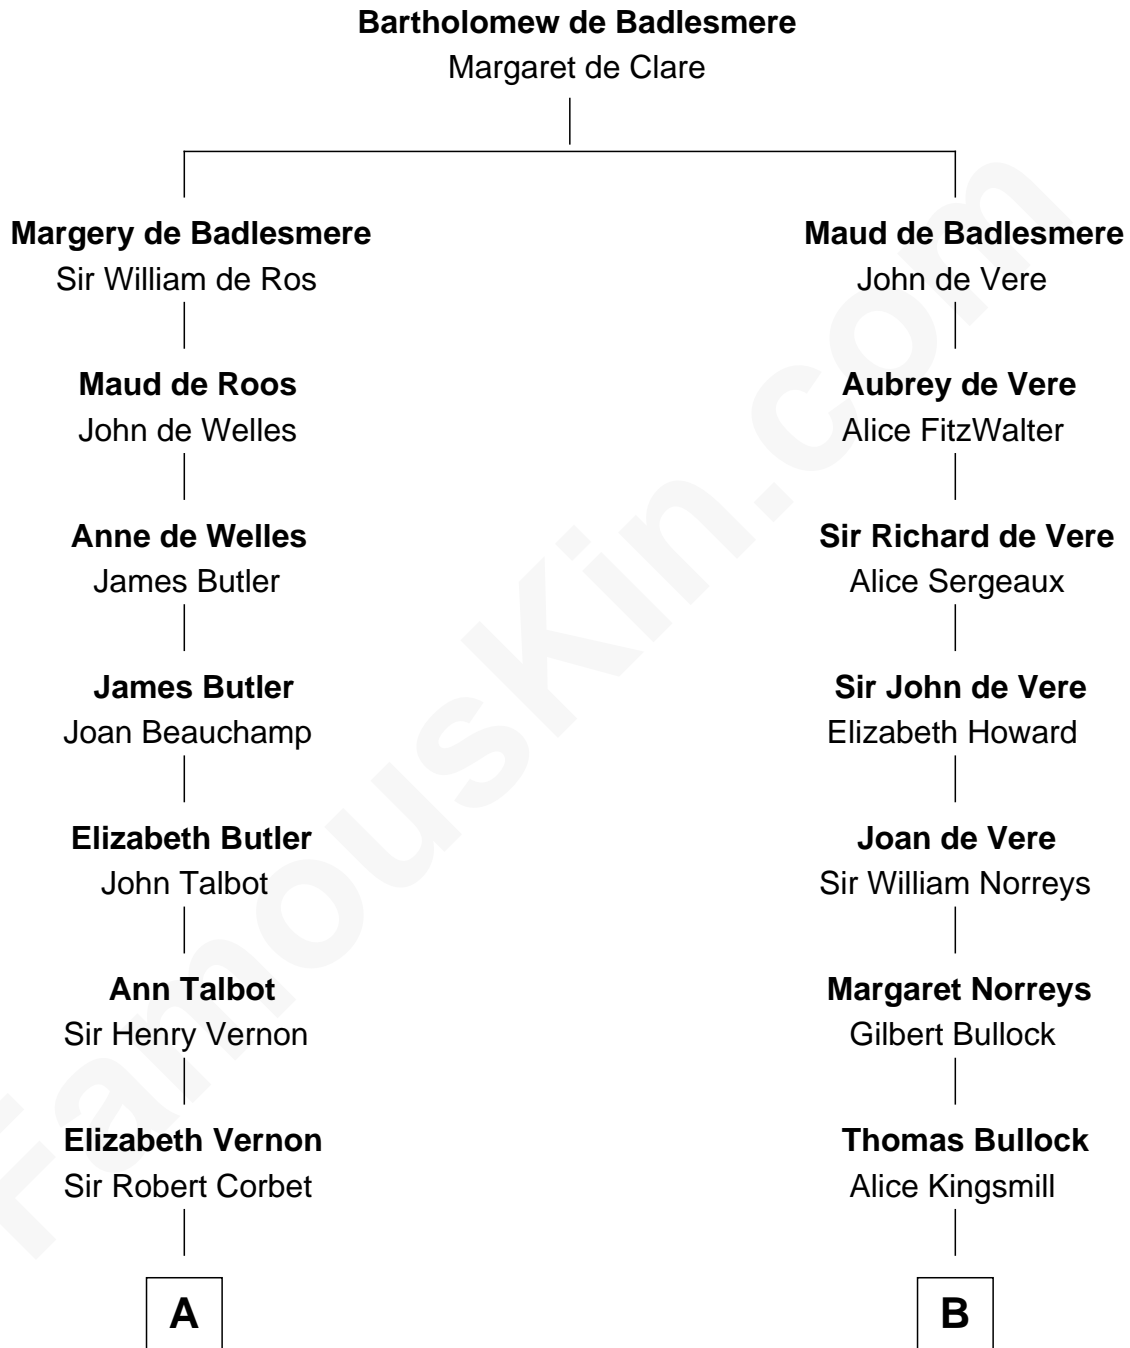 Bartholomew de Badlesmere
Margaret de Clare
Margery de Badlesmere
Sir William de Ros
Maud de Roos
John de Welles
Anne de Welles
James Butler
James Butler
Joan Beauchamp
Elizabeth Butler
John Talbot
Ann Talbot
Sir Henry Vernon
Elizabeth Vernon
Sir Robert Corbet
A
Maud de Badlesmere
John de Vere
Aubrey de Vere
Alice FitzWalter
Sir Richard de Vere
Alice Sergeaux
Sir John de Vere
Elizabeth Howard
Joan de Vere
Sir William Norreys
Margaret Norreys
Gilbert Bullock
Thomas Bullock
Alice Kingsmill
B
FamousKin.com